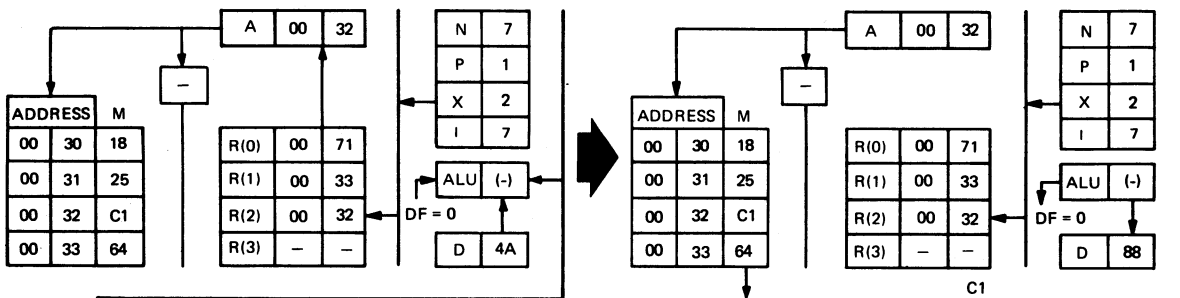 A 00 32
—
ADDRESS M
00 30 18
00 31 25
00 32 C1
00 33 64
R(0) 00 71
R(1) 00 33
R(2) 00 32
R(3) — —
N 7
P 1
X 2
I 7
ALU (-)
DF = 0
D 4A
A 00 32
—
ADDRESS M
00 30 18
00 31 25
00 32 C1
00 33 64
R(0) 00 71
R(1) 00 33
R(2) 00 32
R(3) — —
N 7
P 1
X 2
I 7
ALU (-)
DF = 0
D 88
C1